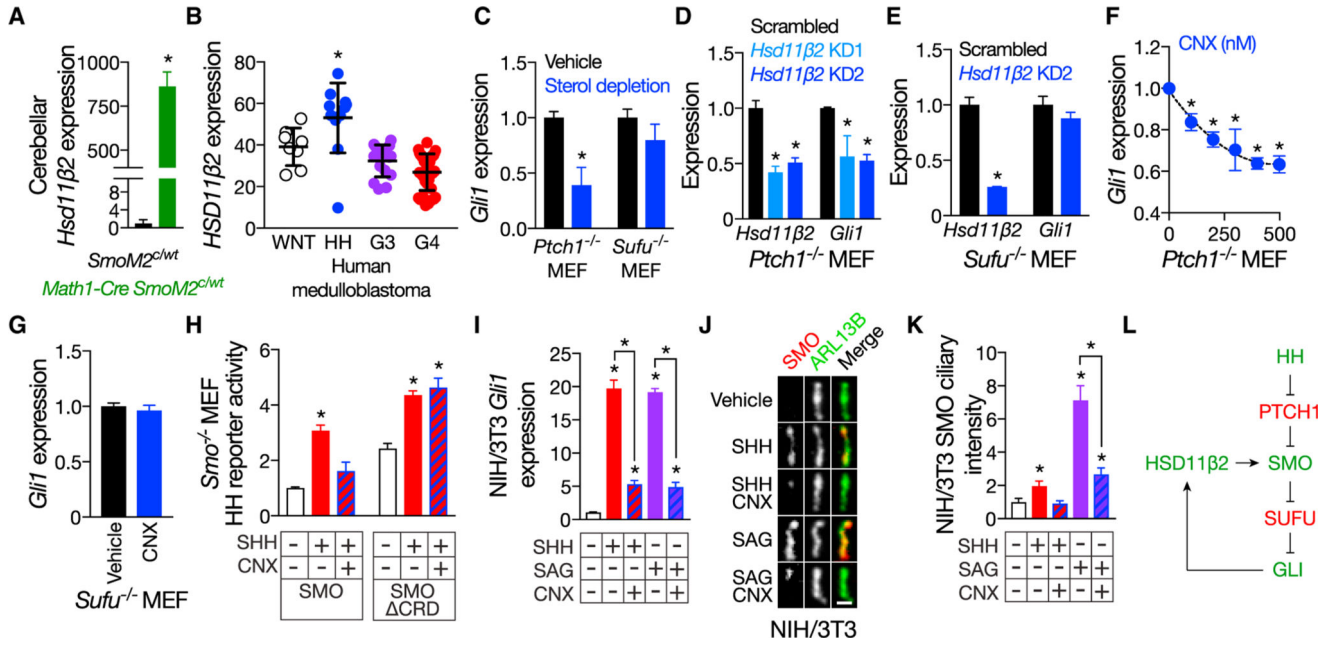 A
Cerebellar
Hsd11β2 expression
1000
750
500
8
4
0
*
SmoM2c/wt
Math1-Cre SmoM2c/wt
B
HSD11β2 expression
80
60
40
20
0
*
WNT HH G3 G4
Human
medulloblastoma
C
Gli1 expression
1.5
1.0
0.5
0.0
Vehicle
Sterol depletion
*
Ptch1-/- Sufu-/-
MEF MEF
D
Expression
1.5
1.0
0.5
0.0
Scrambled
Hsd11β2 KD1
Hsd11β2 KD2
* * * *
Hsd11β2 Gli1
Ptch1-/- MEF
E
Expression
1.5
1.0
0.5
0.0
Scrambled
Hsd11β2 KD2
*
Hsd11β2 Gli1
Sufu-/- MEF
F
Gli1 expression
1.2
1.0
0.8
0.6
0.4
CNX (nM)
* * * * *
0 250 500
Ptch1-/- MEF
G
Gli1 expression
1.5
1.0
0.5
0.0
Vehicle
CNX
Sufu-/- MEF
H
Smo-/- MEF
HH reporter activity
6
4
2
0
* * *
SHH - + + - + +
CNX - - + - - +
SMO SMO
ΔCRD
I
NIH/3T3 Gli1
expression
25
20
15
10
5
0
* *
* * * *
SHH - + + - -
SAG - - - + +
CNX - - + - +
J
SMO
ARL13B
Merge
Vehicle
SHH
SHH
CNX
SAG
SAG
CNX
NIH/3T3
K
NIH/3T3 SMO ciliary
intensity
10
8
6
4
2
0
*
* * *
SHH - + + - -
SAG - - - + +
CNX - - + - +
L
HH
PTCH1
HSD11β2 SMO
SUFU
GLI